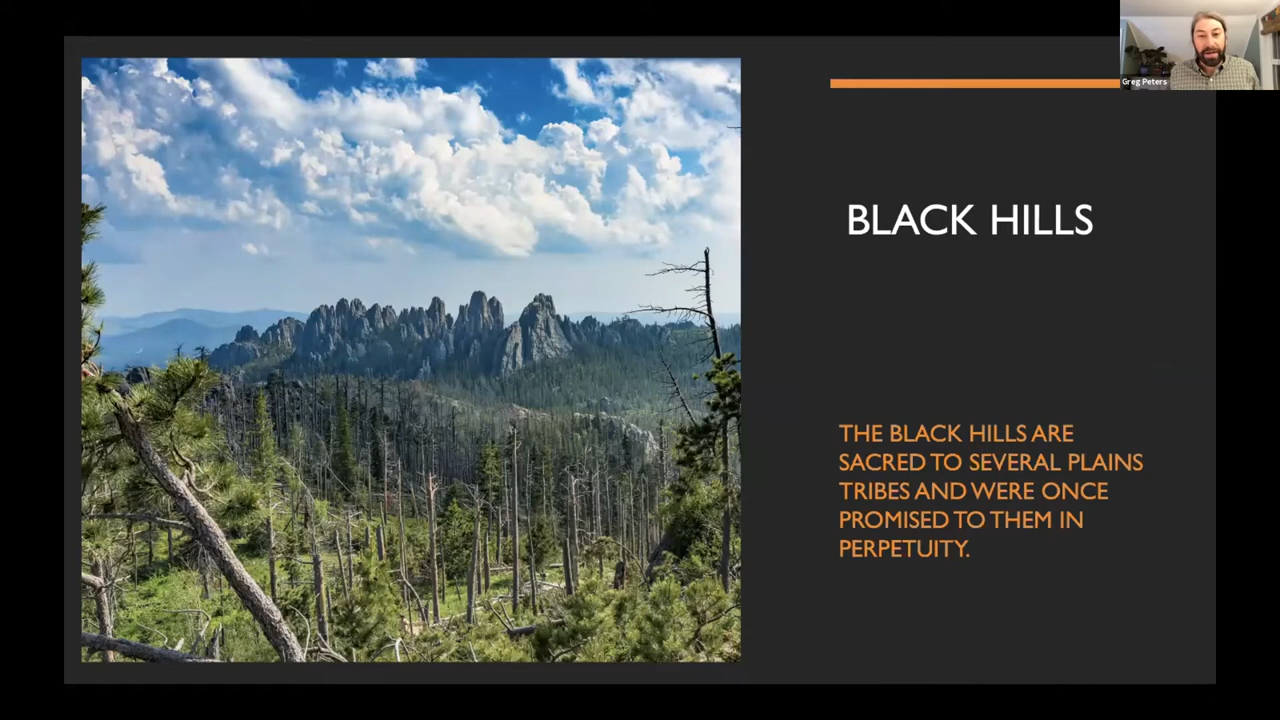 Greg Peters
BLACK HILLS
THE BLACK HILLS ARE
SACRED TO SEVERAL PLAINS
TRIBES AND WERE ONCE
PROMISED TO THEM IN
PERPETUITY.